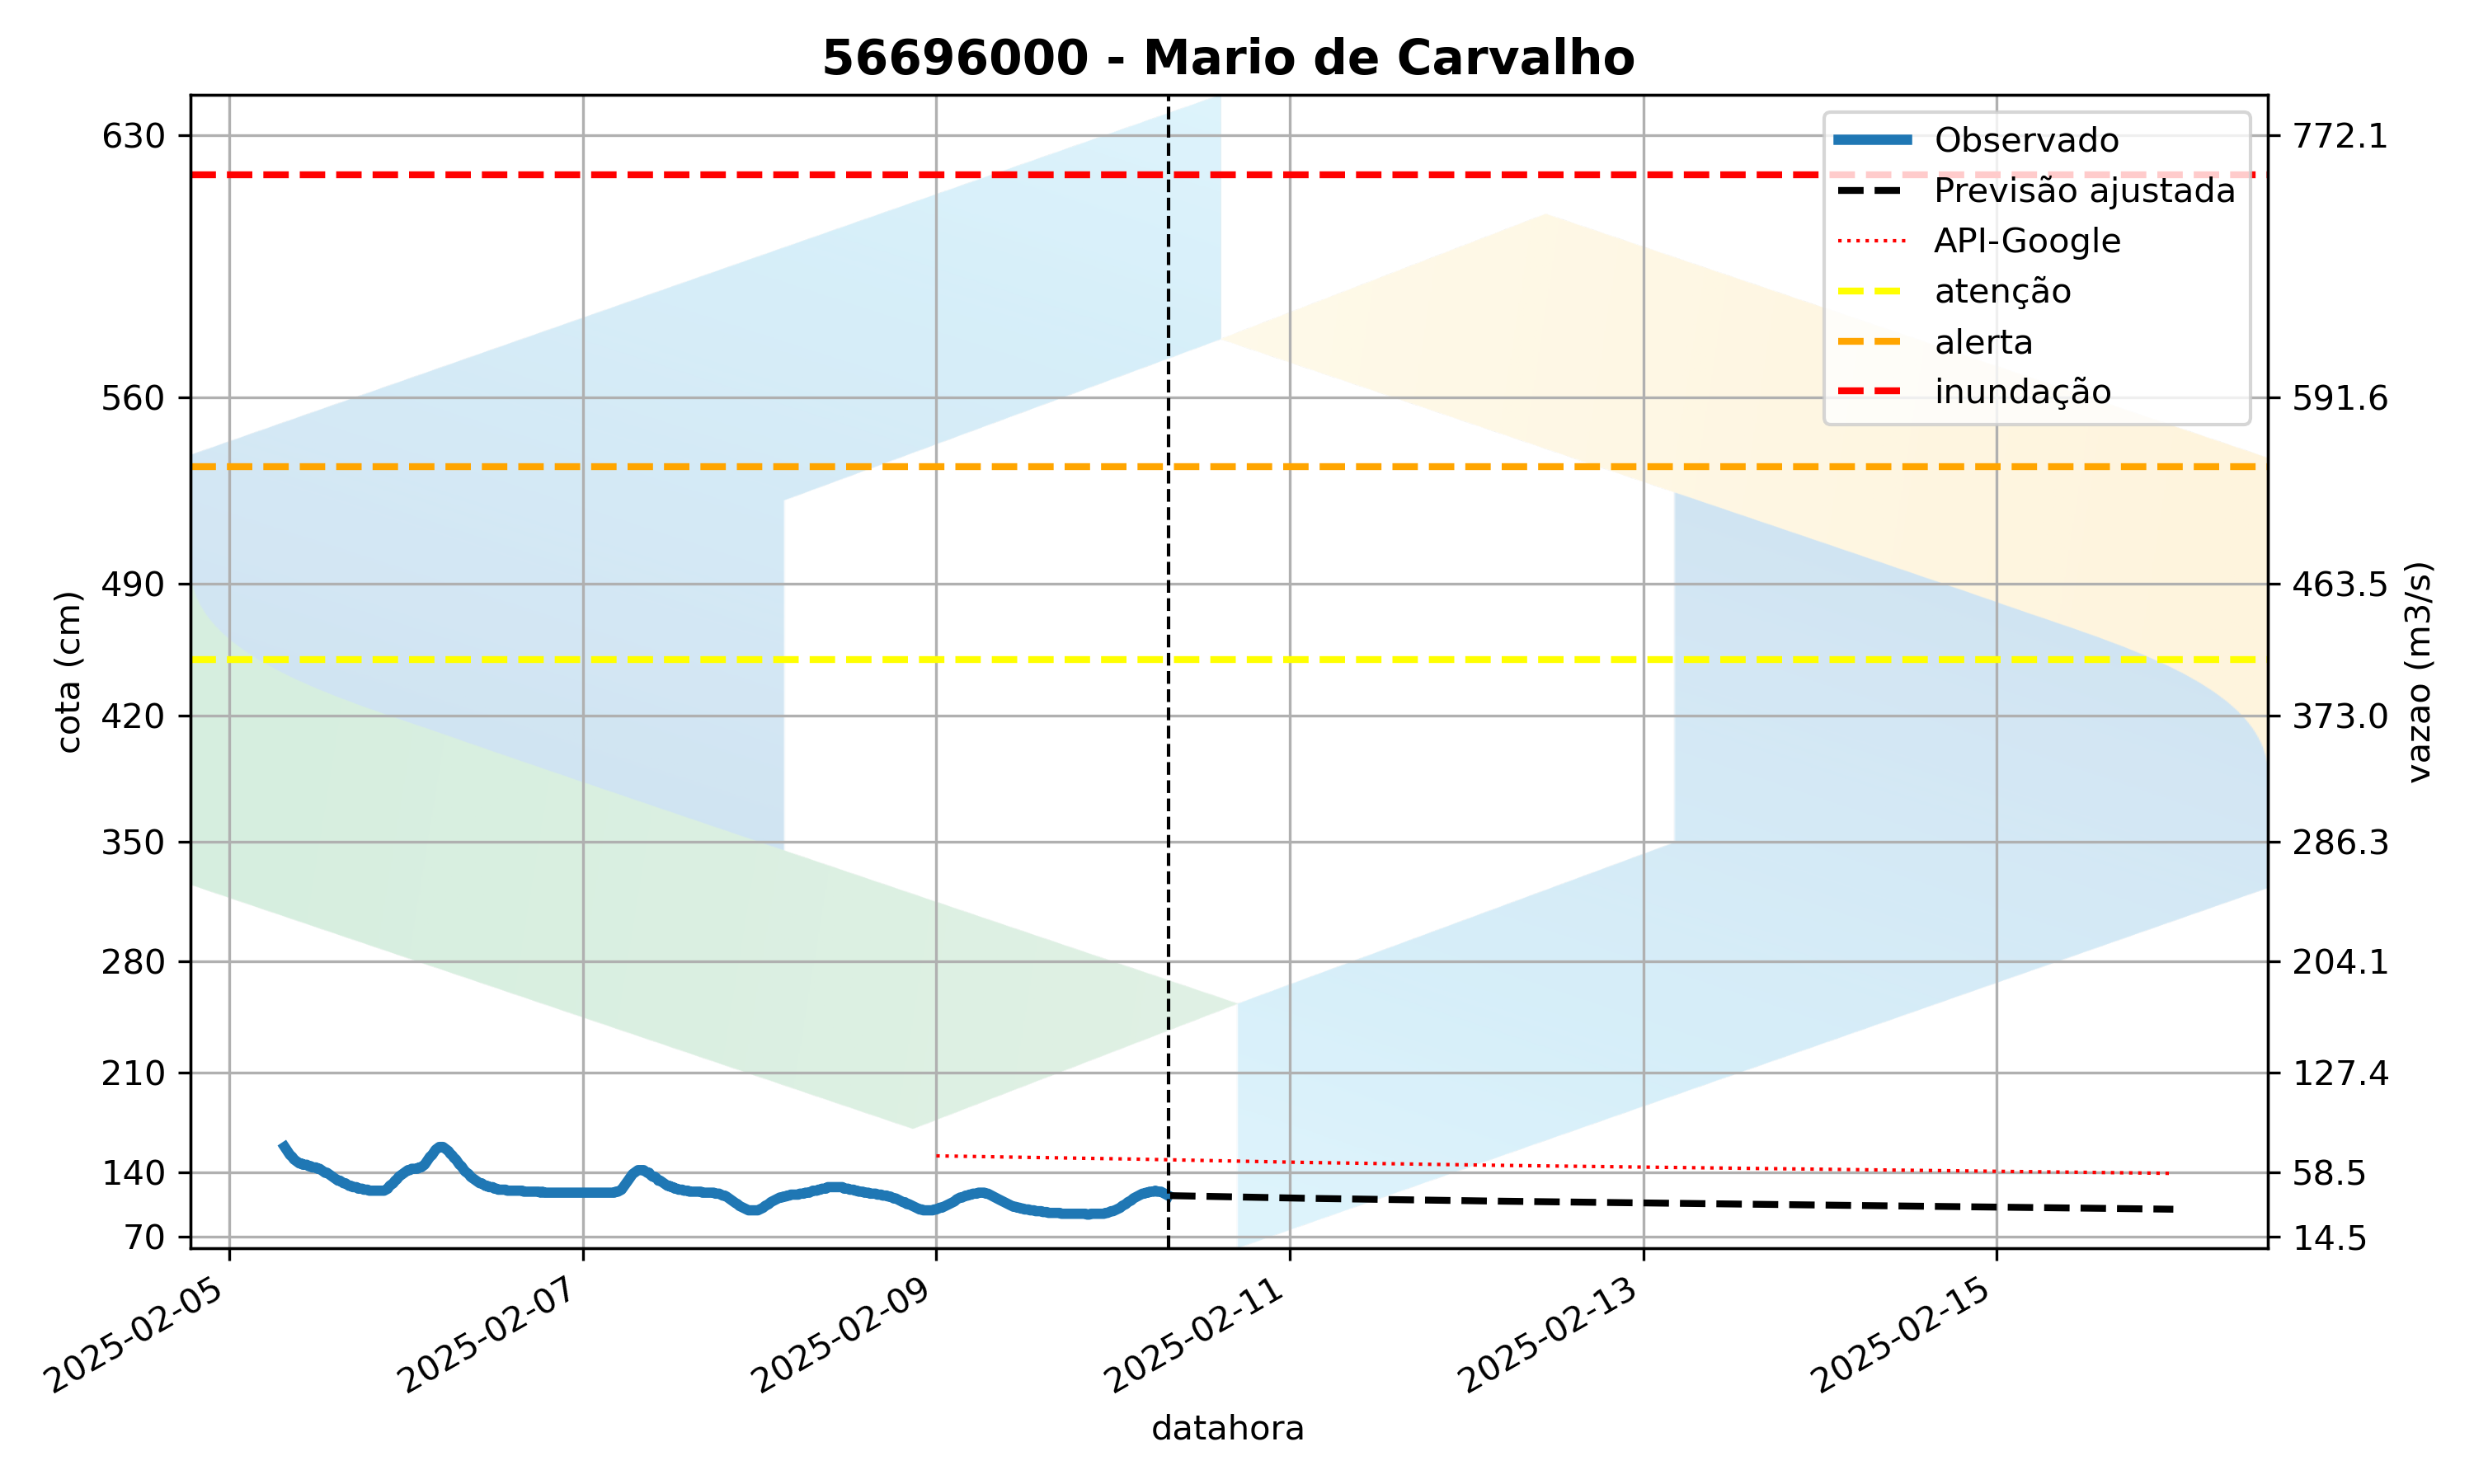 56696000 - Mario de Carvalho
630
560
490
420
350
280
210
140
70
cota (cm)
772.1
591.6
463.5
373.0
286.3
204.1
127.4
58.5
14.5
vazao (m3/s)
Observado
Previsão ajustada
API-Google
atenção
alerta
inundação
2025-02-05
2025-02-07
2025-02-09
2025-02-11
2025-02-13
2025-02-15
datahora